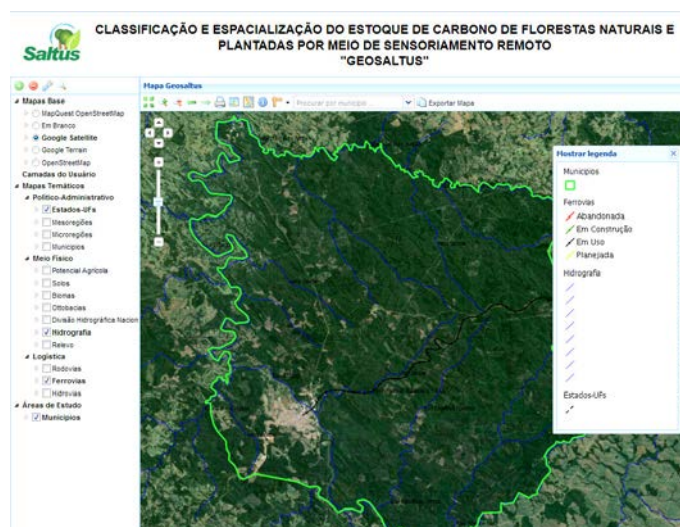 Saltus
CLASSIFICAÇÃO E ESPACIALIZAÇÃO DO ESTOQUE DE CARBONO DE FLORESTAS NATURAIS E
PLANTADAS POR MEIO DE SENSORIAMENTO REMOTO
"GEOSALTUS"
Mapas Base
MapQuest OpenStreetMap
Em Branco
Google Satellite
Google Terrain
OpenStreetMap
Camadas do Usuário
Mapas Temáticos
Político-Administrativo
Estados-UFs
Mesoregiões
Microregiões
Municipios
Meio Físico
Potencial Agrícola
Solos
Biomas
Ottobacias
Divisão Hidrográfica Nacion
Hidrografia
Relevo
Logística
Rodovias
Ferrovias
Hidrovias
Áreas de Estudo
Municípios
Mapa Geosaltus
Procurar por município ...
Exportar Mapa
Mostrar legenda
Municípios
Ferrovias
Abandonada
Em Construção
Em Uso
Planejada
Hidrografia
Estados-UFs